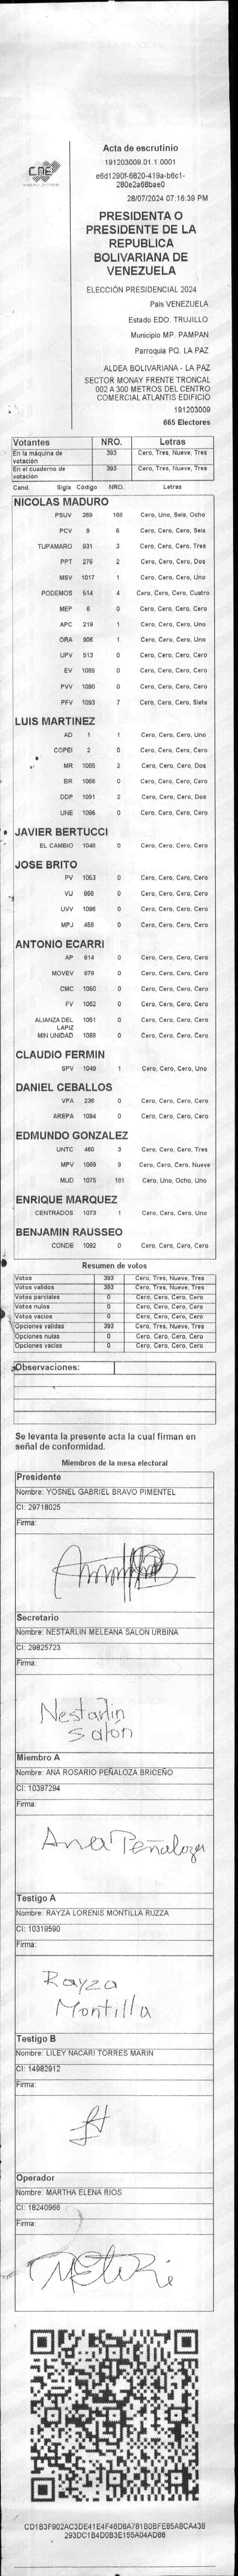 CNE
Acta de escrutinio
191203009.01.1.0001
e6d1290f-6820-419a-b6c1-
280e2a68bae0
28/07/2024 07:16:39 PM
PRESIDENTA O
PRESIDENTE DE LA
REPUBLICA
BOLIVARIANA DE
VENEZUELA
ELECCIÓN PRESIDENCIAL 2024
País VENEZUELA
Estado EDO. TRUJILLO
Municipio MP. PAMPAN
Parroquia PQ. LA PAZ
ALDEA BOLIVARIANA - LA PAZ
SECTOR MONAY FRENTE TRONCAL
002 A 300 METROS DEL CENTRO
COMERCIAL ATLANTIS EDIFICIO
191203009
665 Electores
Votantes NRO. Letras
En la máquina de votación 393 Cero, Tres, Nueve, Tres
En el cuaderno de votación 393 Cero, Tres, Nueve, Tres
Cand. Sigla Código NRO. Letras
NICOLAS MADURO
PSUV 269 168 Cero, Uno, Seis, Ocho
PCV 9 6 Cero, Cero, Cero, Seis
TUPAMARO 931 3 Cero, Cero, Cero, Tres
PPT 276 2 Cero, Cero, Cero, Dos
MSV 1017 1 Cero, Cero, Cero, Uno
PODEMOS 514 4 Cero, Cero, Cero, Cuatro
MEP 6 0 Cero, Cero, Cero, Cero
APC 219 1 Cero, Cero, Cero, Uno
ORA 906 1 Cero, Cero, Cero, Uno
UPV 513 0 Cero, Cero, Cero, Cero
EV 1089 0 Cero, Cero, Cero, Cero
PVV 1090 0 Cero, Cero, Cero, Cero
PFV 1093 7 Cero, Cero, Cero, Siete
LUIS MARTINEZ
AD 1 1 Cero, Cero, Cero, Uno
COPEI 2 0 Cero, Cero, Cero, Cero
MR 1065 2 Cero, Cero, Cero, Dos
BR 1066 0 Cero, Cero, Cero, Cero
DDP 1091 2 Cero, Cero, Cero, Dos
UNE 1095 0 Cero, Cero, Cero, Cero
JAVIER BERTUCCI
EL CAMBIO 1048 0 Cero, Cero, Cero, Cero
JOSE BRITO
PV 1053 0 Cero, Cero, Cero, Cero
VU 868 0 Cero, Cero, Cero, Cero
UVV 1096 0 Cero, Cero, Cero, Cero
MPJ 468 0 Cero, Cero, Cero, Cero
ANTONIO ECARRI
AP 814 0 Cero, Cero, Cero, Cero
MOVEV 878 0 Cero, Cero, Cero, Cero
CMC 1060 0 Cero, Cero, Cero, Cero
FV 1062 0 Cero, Cero, Cero, Cero
ALIANZA DEL LAPIZ 1051 0 Cero, Cero, Cero, Cero
MIN UNIDAD 1088 0 Cero, Cero, Cero, Cero
CLAUDIO FERMIN
SPV 1049 1 Cero, Cero, Cero, Uno
DANIEL CEBALLOS
VPA 236 0 Cero, Cero, Cero, Cero
AREPA 1094 0 Cero, Cero, Cero, Cero
EDMUNDO GONZALEZ
UNTC 460 3 Cero, Cero, Cero, Tres
MPV 1069 9 Cero, Cero, Cero, Nueve
MUD 1075 181 Cero, Uno, Ocho, Uno
ENRIQUE MARQUEZ
CENTRADOS 1073 1 Cero, Cero, Cero, Uno
BENJAMIN RAUSSEO
CONDE 1092 0 Cero, Cero, Cero, Cero
Resumen de votos
Votos 393 Cero, Tres, Nueve, Tres
Votos validos 393 Cero, Tres, Nueve, Tres
Votos parciales 0 Cero, Cero, Cero, Cero
Votos nulos 0 Cero, Cero, Cero, Cero
Votos vacios 0 Cero, Cero, Cero, Cero
Opciones validas 393 Cero, Tres, Nueve, Tres
Opciones nulas 0 Cero, Cero, Cero, Cero
Opciones vacías 0 Cero, Cero, Cero, Cero
Observaciones:
Se levanta la presente acta la cual firman en
señal de conformidad.
Miembros de la mesa electoral
Presidente
Nombre: YOSNEL GABRIEL BRAVO PIMENTEL
CI: 29718025
Firma:
Secretario
Nombre: NESTARLIN MELEANA SALON URBINA
CI: 29825723
Firma:
Nestarlin
Salón
Miembro A
Nombre: ANA ROSARIO PEÑALOZA BRICEÑO
CI: 10397294
Firma:
Ana Peñaloza
Testigo A
Nombre: RAYZA LORENIS MONTILLA RUZZA
CI: 10319590
Firma:
Rayza
Montilla
Testigo B
Nombre: LILEY NACARI TORRES MARIN
CI: 14982912
Firma:
Operador
Nombre: MARTHA ELENA RIOS
CI: 18240966
Firma:
CD1B3F902AC3DE41E4F46D8A781B0BFE85A8CA438
293DC1B4D0B3E155A04AD88